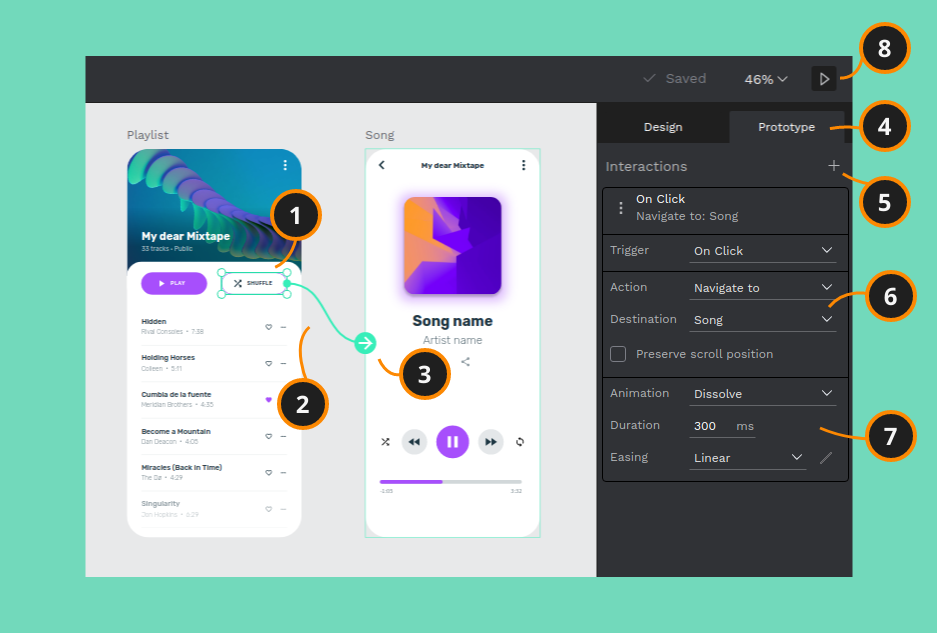 8
Saved
46%
Design
Prototype
4
Playlist
Song
Interactions
5
My dear Mixtape
On Click
Navigate to: Song
1
My dear Mixtape
33 tracks • Public
Trigger
On Click
PLAY
SHUFFLE
Action
Navigate to
6
Destination
Song
Hidden
Rival Consoles • 7:38
Song name
Artist name
Preserve scroll position
Holding Horses
Colleen • 5:11
3
Cumbia de la fuente
Meridian Brothers • 4:35
2
Animation
Dissolve
Duration
300
ms
7
Become a Mountain
Dan Deacon • 4:05
Easing
Linear
Miracles (Back in Time)
The Dø • 4:29
-1:03
3:32
Singularity
Jon Hopkins • 6:29